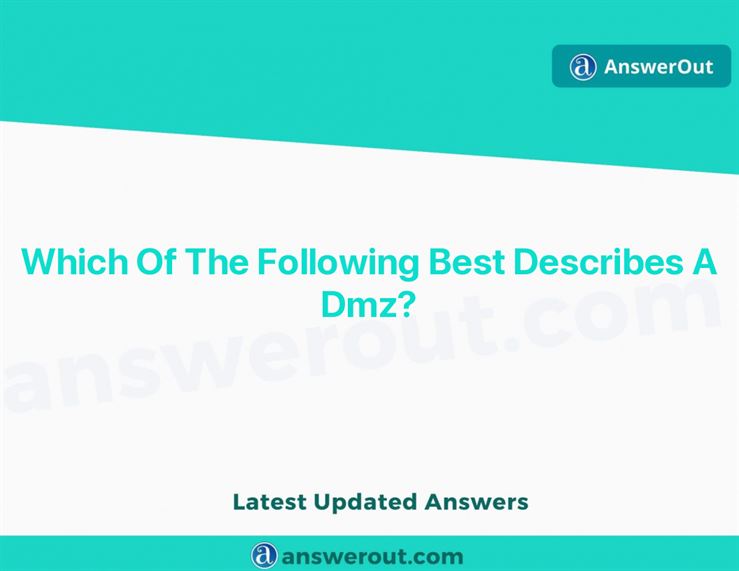 AnswerOut
Which Of The Following Best Describes A
Dmz?
answerout.com
Latest Updated Answers
answerout.com